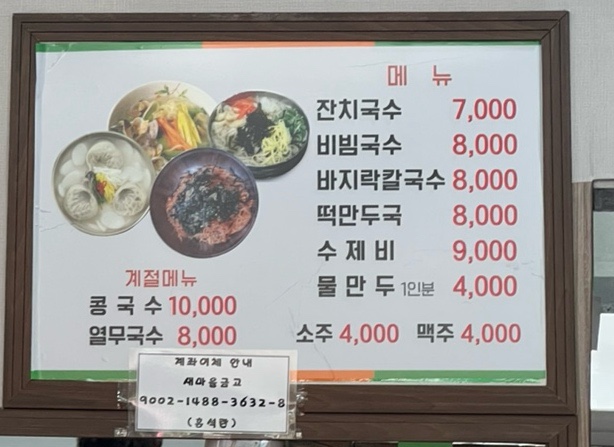 메 뉴
잔치국수 7,000
비빔국수 8,000
바지락칼국수 8,000
떡만두국 8,000
수 제 비 9,000
물 만 두 1인분 4,000
소주 4,000 맥주 4,000
계절메뉴
콩 국 수 10,000
열무국수 8,000
계좌이체 안내
새마을금고
9002-1488-3632-8
(홍석란)